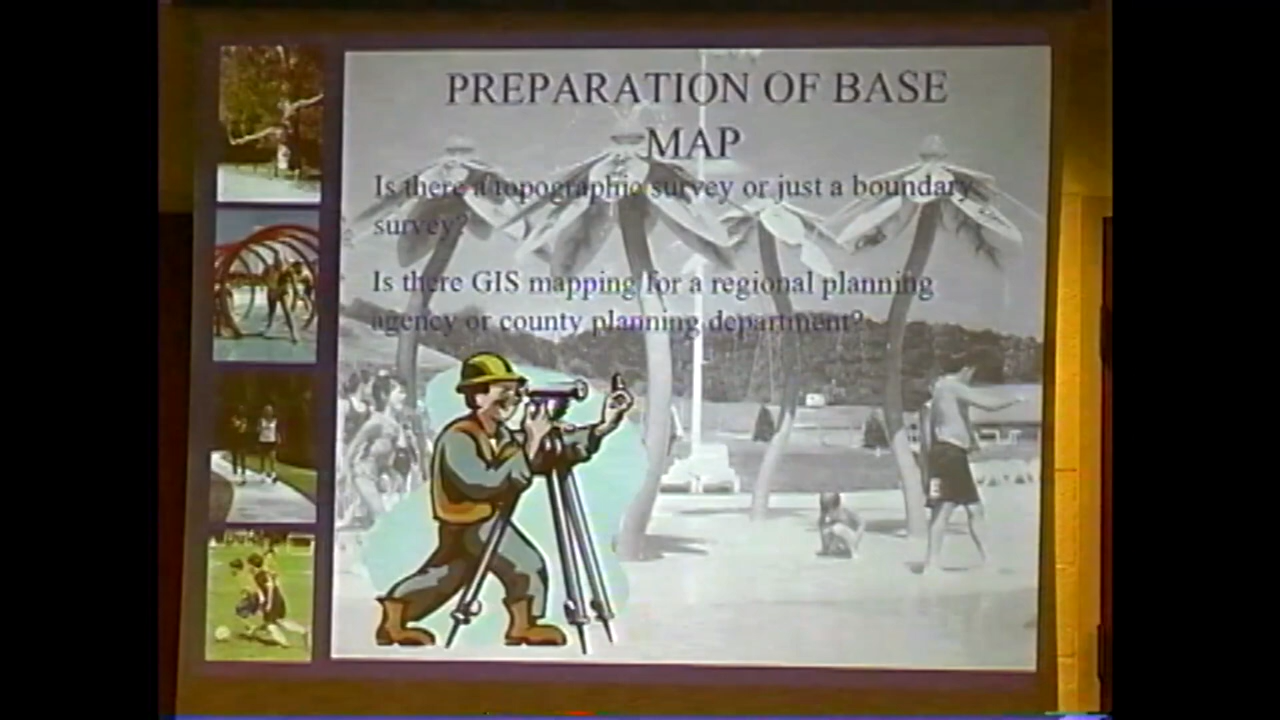 PREPARATION OF BASE
MAP
Is there a topographic survey or just a boundary
survey?
Is there GIS mapping for a regional planning
agency or county planning department?